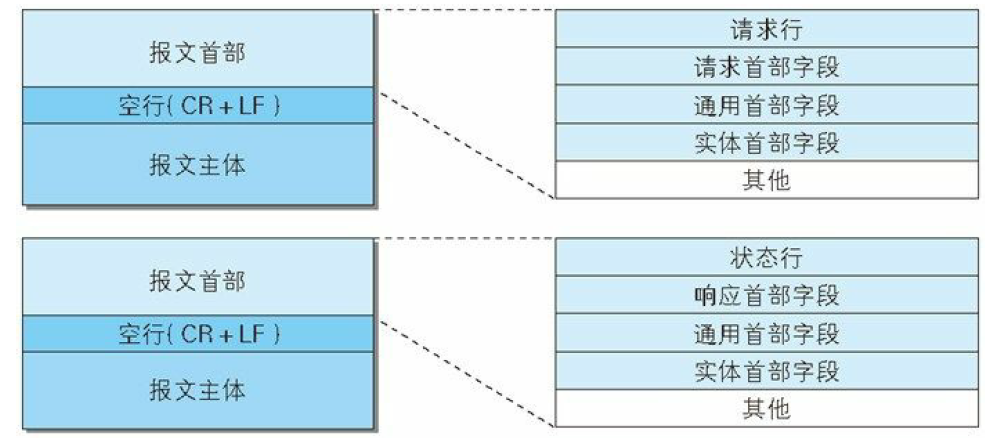 报文首部
空行( CR + LF )
报文主体
请求行
请求首部字段
通用首部字段
实体首部字段
其他
报文首部
空行( CR + LF )
报文主体
状态行
响应首部字段
通用首部字段
实体首部字段
其他